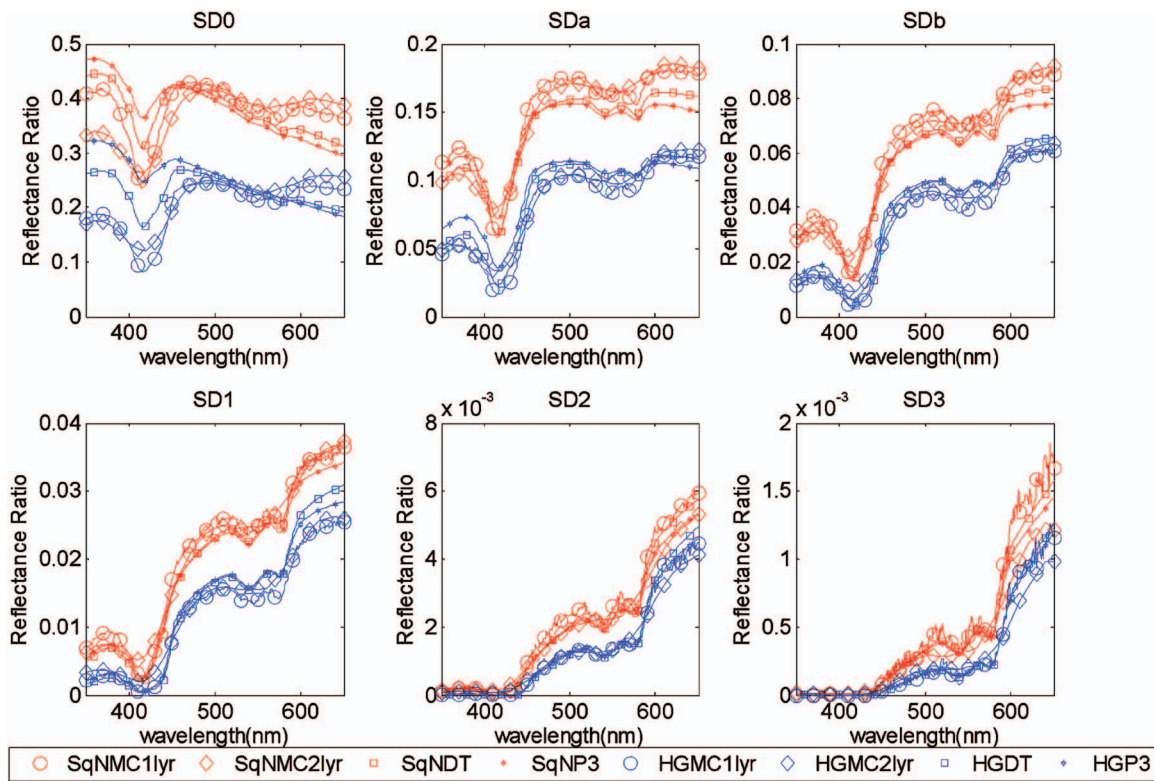 SD0
SDa
SDb
0.5
0.4
0.3
0.2
0.1
0
Reflectance Ratio
400
500
600
wavelength(nm)
0.2
0.15
0.1
0.05
0
Reflectance Ratio
400
500
600
wavelength(nm)
0.1
0.08
0.06
0.04
0.02
0
Reflectance Ratio
400
500
600
wavelength(nm)
SD1
SD2
SD3
0.04
0.03
0.02
0.01
0
Reflectance Ratio
400
500
600
wavelength(nm)
x 10⁻³
8
6
4
2
0
Reflectance Ratio
400
500
600
wavelength(nm)
x 10⁻³
2
1.5
1
0.5
0
Reflectance Ratio
400
500
600
wavelength(nm)
SqNMC1lyr SqNMC2lyr SqNDT SqNP3 HGMC1lyr HGMC2lyr HGDT HGP3